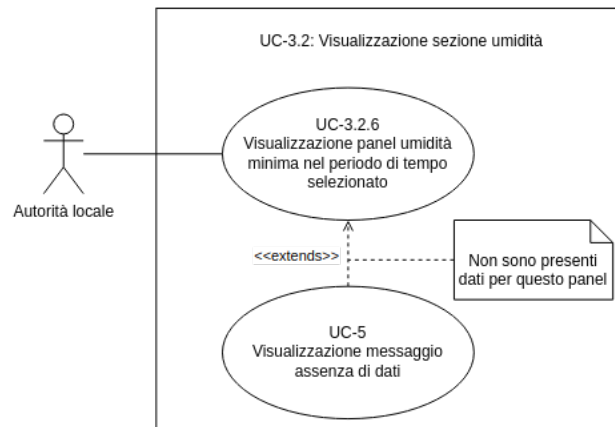 UC-3.2: Visualizzazione sezione umidità
UC-3.2.6
Visualizzazione panel umidità
minima nel periodo di tempo
selezionato
Autorità locale
<<extends>>
Non sono presenti
dati per questo panel
UC-5
Visualizzazione messaggio
assenza di dati